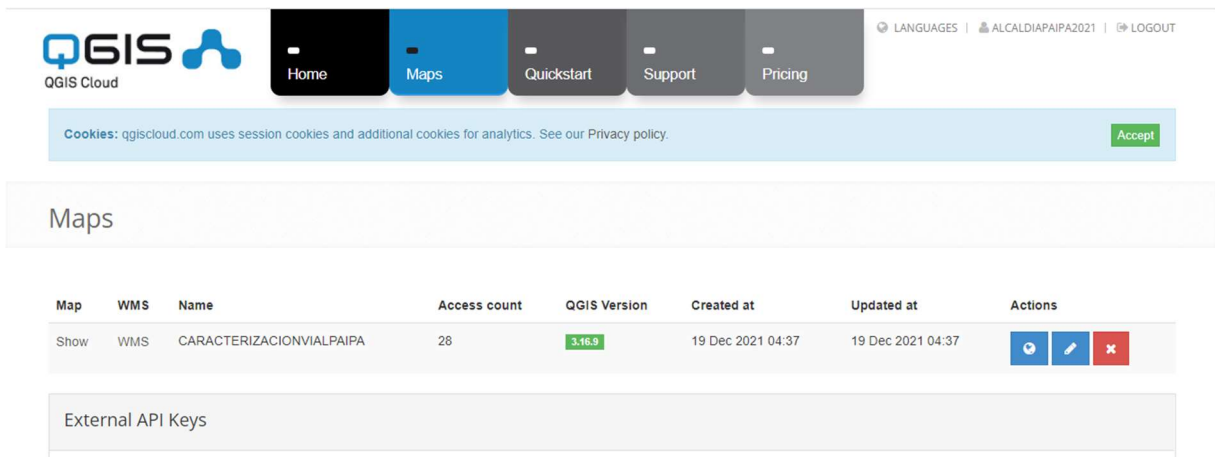 LANGUAGES | ALCALDIAPAIPA2021 | LOGOUT
QGIS
QGIS Cloud
Home Maps Quickstart Support Pricing
Cookies: qgiscloud.com uses session cookies and additional cookies for analytics. See our Privacy policy. Accept
Maps
Map WMS Name Access count QGIS Version Created at Updated at Actions
Show WMS CARACTERIZACIONVIALPAIPA 28 3.16.9 19 Dec 2021 04:37 19 Dec 2021 04:37
External API Keys